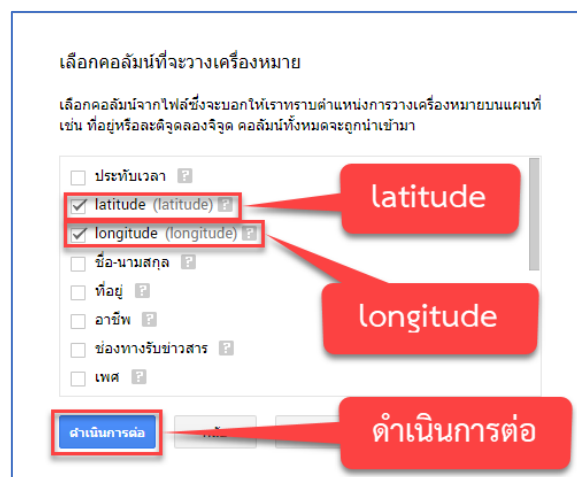 เลือกคอลัมน์ที่จะวางเครื่องหมาย
เลือกคอลัมน์จากไฟล์ซึ่งจะบอกให้เราทราบตำแหน่งการวางเครื่องหมายบนแผนที่
เช่น ที่อยู่หรือละติจูดลองจิจูด คอลัมน์ทั้งหมดจะถูกนำเข้ามา
ประทับเวลา ?
latitude (latitude) ?
latitude
longitude (longitude) ?
ชื่อ-นามสกุล ?
ที่อยู่ ?
อาชีพ ?
longitude
ช่องทางรับข่าวสาร ?
เพศ ?
ดำเนินการต่อ
ดำเนินการต่อ